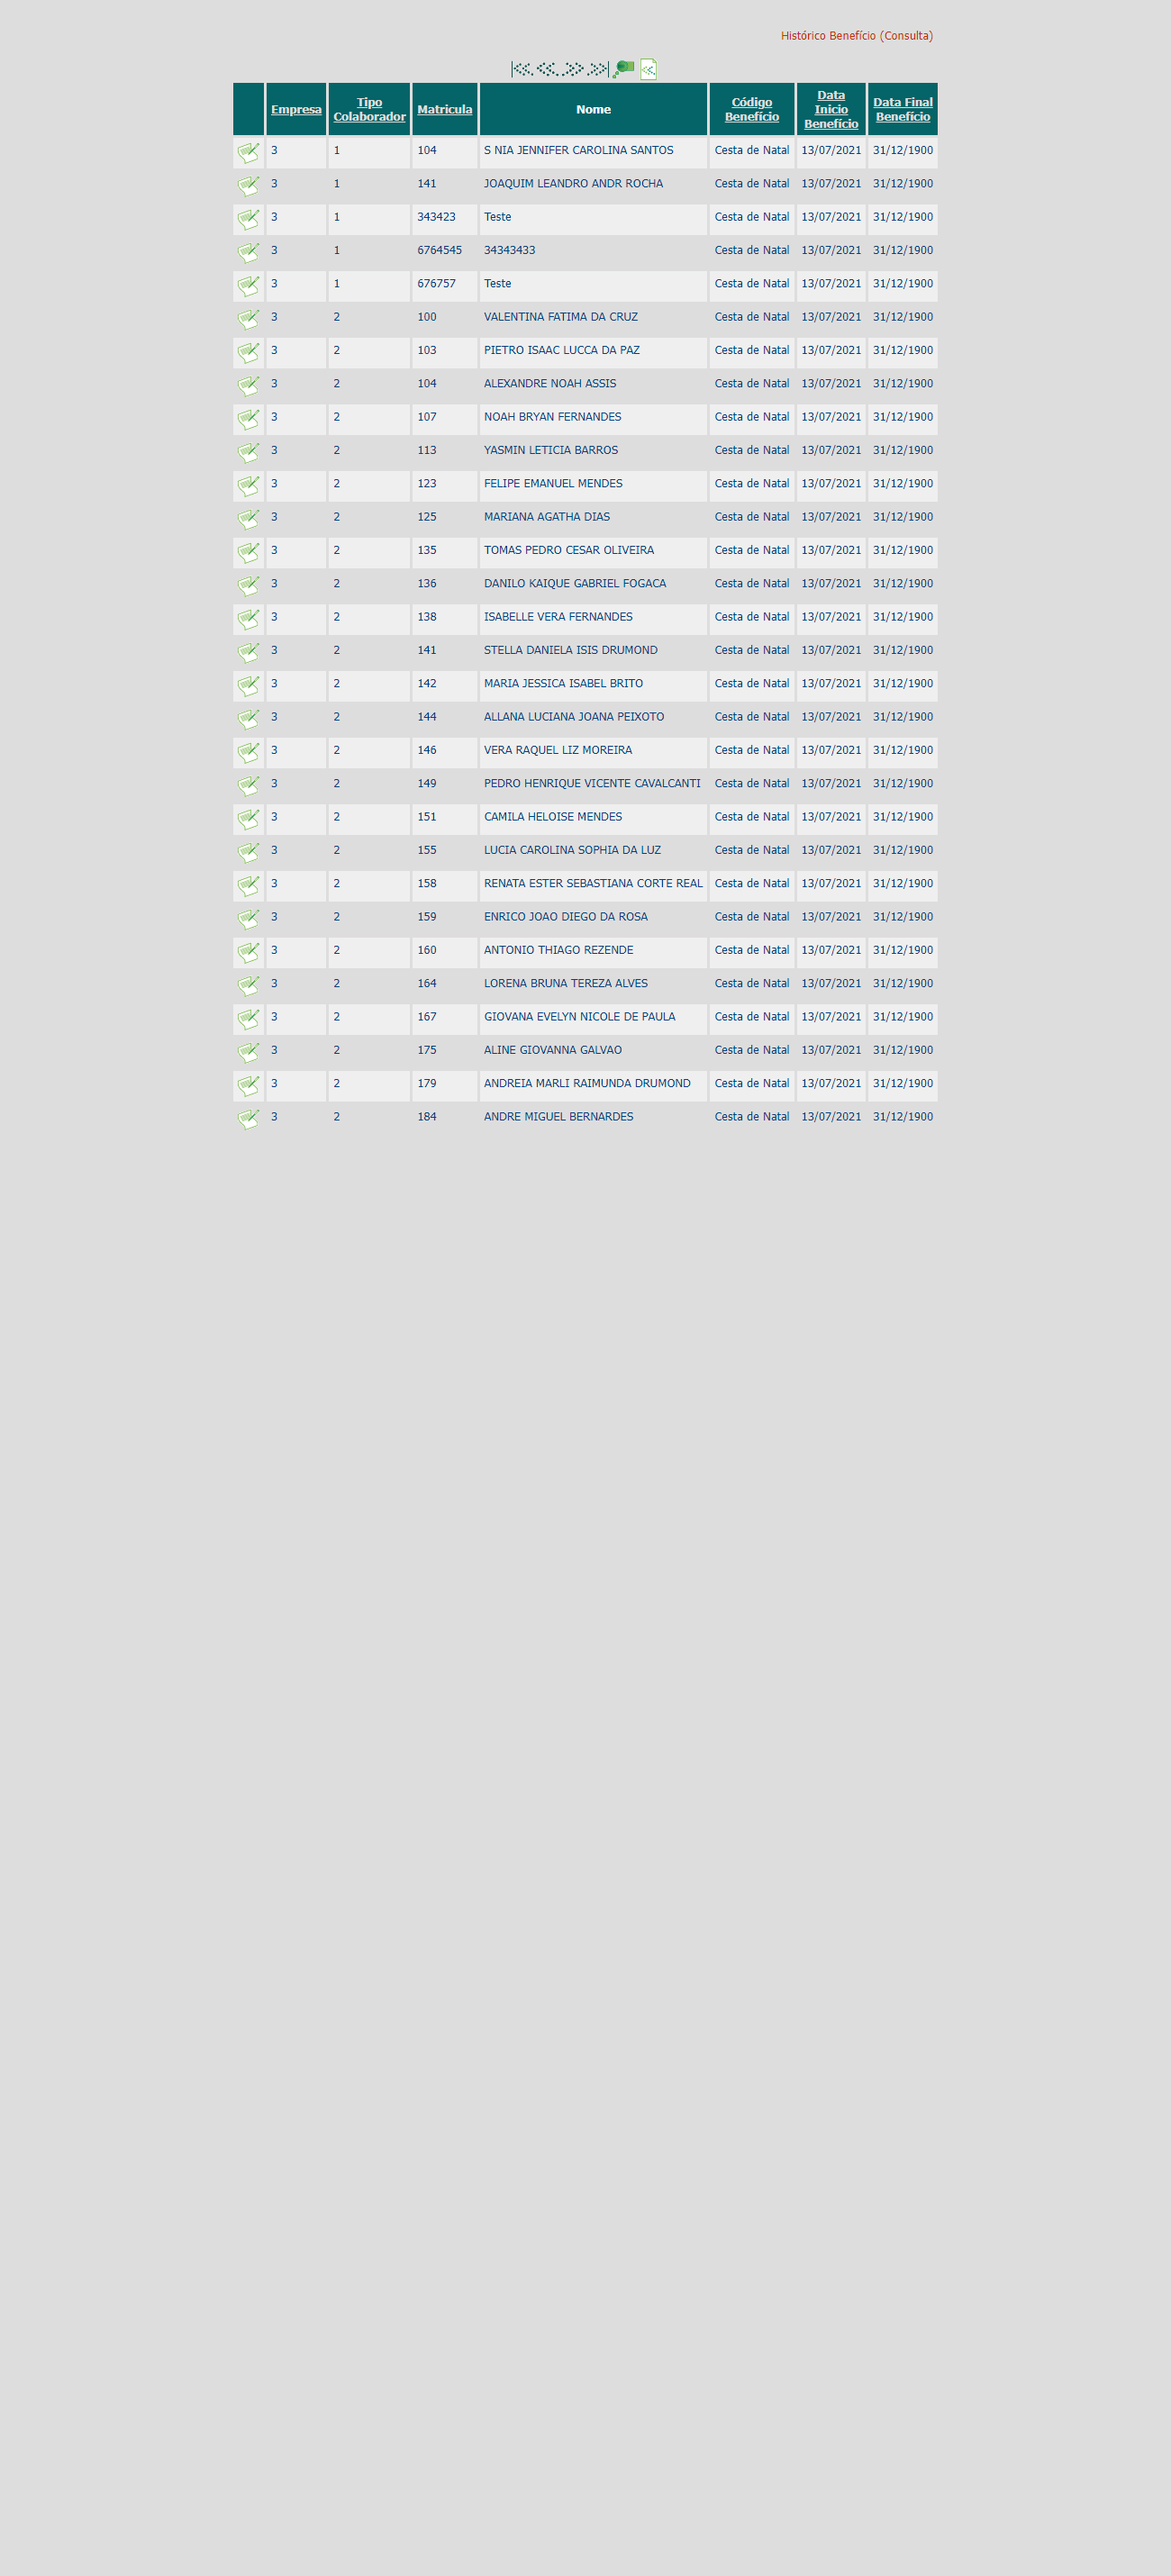 Histórico Benefício (Consulta)
Empresa Tipo Colaborador Matricula Nome Código Benefício Data Inicio Benefício Data Final Benefício
3 1 104 S NIA JENNIFER CAROLINA SANTOS Cesta de Natal 13/07/2021 31/12/1900
3 1 141 JOAQUIM LEANDRO ANDR ROCHA Cesta de Natal 13/07/2021 31/12/1900
3 1 343423 Teste Cesta de Natal 13/07/2021 31/12/1900
3 1 6764545 34343433 Cesta de Natal 13/07/2021 31/12/1900
3 1 676757 Teste Cesta de Natal 13/07/2021 31/12/1900
3 2 100 VALENTINA FATIMA DA CRUZ Cesta de Natal 13/07/2021 31/12/1900
3 2 103 PIETRO ISAAC LUCCA DA PAZ Cesta de Natal 13/07/2021 31/12/1900
3 2 104 ALEXANDRE NOAH ASSIS Cesta de Natal 13/07/2021 31/12/1900
3 2 107 NOAH BRYAN FERNANDES Cesta de Natal 13/07/2021 31/12/1900
3 2 113 YASMIN LETICIA BARROS Cesta de Natal 13/07/2021 31/12/1900
3 2 123 FELIPE EMANUEL MENDES Cesta de Natal 13/07/2021 31/12/1900
3 2 125 MARIANA AGATHA DIAS Cesta de Natal 13/07/2021 31/12/1900
3 2 135 TOMAS PEDRO CESAR OLIVEIRA Cesta de Natal 13/07/2021 31/12/1900
3 2 136 DANILO KAIQUE GABRIEL FOGACA Cesta de Natal 13/07/2021 31/12/1900
3 2 138 ISABELLE VERA FERNANDES Cesta de Natal 13/07/2021 31/12/1900
3 2 141 STELLA DANIELA ISIS DRUMOND Cesta de Natal 13/07/2021 31/12/1900
3 2 142 MARIA JESSICA ISABEL BRITO Cesta de Natal 13/07/2021 31/12/1900
3 2 144 ALLANA LUCIANA JOANA PEIXOTO Cesta de Natal 13/07/2021 31/12/1900
3 2 146 VERA RAQUEL LIZ MOREIRA Cesta de Natal 13/07/2021 31/12/1900
3 2 149 PEDRO HENRIQUE VICENTE CAVALCANTI Cesta de Natal 13/07/2021 31/12/1900
3 2 151 CAMILA HELOISE MENDES Cesta de Natal 13/07/2021 31/12/1900
3 2 155 LUCIA CAROLINA SOPHIA DA LUZ Cesta de Natal 13/07/2021 31/12/1900
3 2 158 RENATA ESTER SEBASTIANA CORTE REAL Cesta de Natal 13/07/2021 31/12/1900
3 2 159 ENRICO JOAO DIEGO DA ROSA Cesta de Natal 13/07/2021 31/12/1900
3 2 160 ANTONIO THIAGO REZENDE Cesta de Natal 13/07/2021 31/12/1900
3 2 164 LORENA BRUNA TEREZA ALVES Cesta de Natal 13/07/2021 31/12/1900
3 2 167 GIOVANA EVELYN NICOLE DE PAULA Cesta de Natal 13/07/2021 31/12/1900
3 2 175 ALINE GIOVANNA GALVAO Cesta de Natal 13/07/2021 31/12/1900
3 2 179 ANDREIA MARLI RAIMUNDA DRUMOND Cesta de Natal 13/07/2021 31/12/1900
3 2 184 ANDRE MIGUEL BERNARDES Cesta de Natal 13/07/2021 31/12/1900